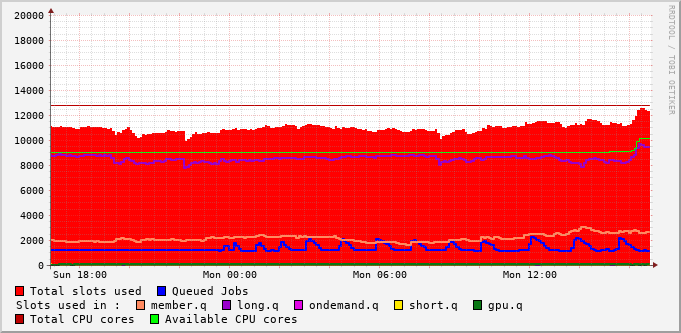 20000
18000
16000
14000
12000
10000
8000
6000
4000
2000
0
Sun 18:00 Mon 00:00 Mon 06:00 Mon 12:00
Total slots used Queued Jobs
Slots used in : member.q long.q ondemand.q short.q gpu.q
Total CPU cores Available CPU cores
RRDTOOL / TOBI OETIKER